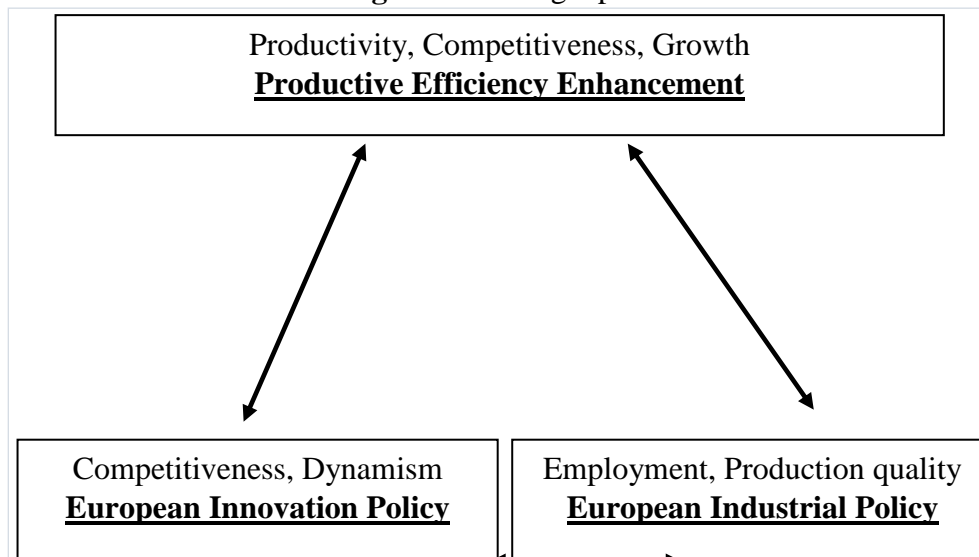 Productivity, Competitiveness, Growth
Productive Efficiency Enhancement
Competitiveness, Dynamism
European Innovation Policy
Employment, Production quality
European Industrial Policy